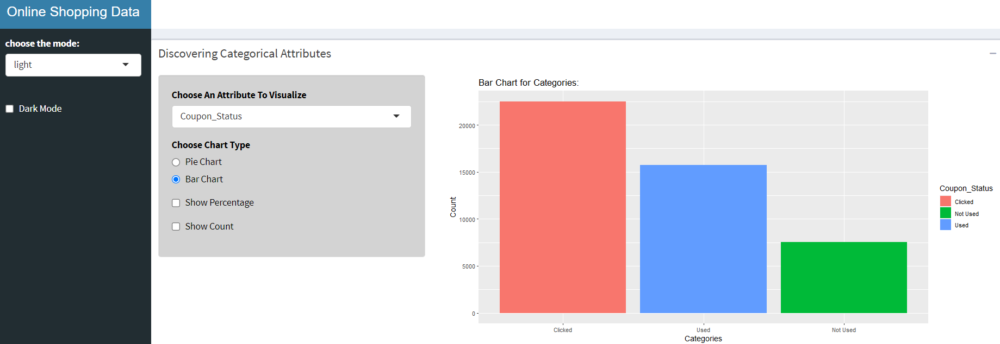 Online Shopping Data
choose the mode:
light
Dark Mode
Discovering Categorical Attributes
Choose An Attribute To Visualize
Coupon_Status
Choose Chart Type
Pie Chart
Bar Chart
Show Percentage
Show Count
Bar Chart for Categories:
Count
20000
15000
10000
5000
0
Clicked
Used
Not Used
Categories
Coupon_Status
Clicked
Not Used
Used